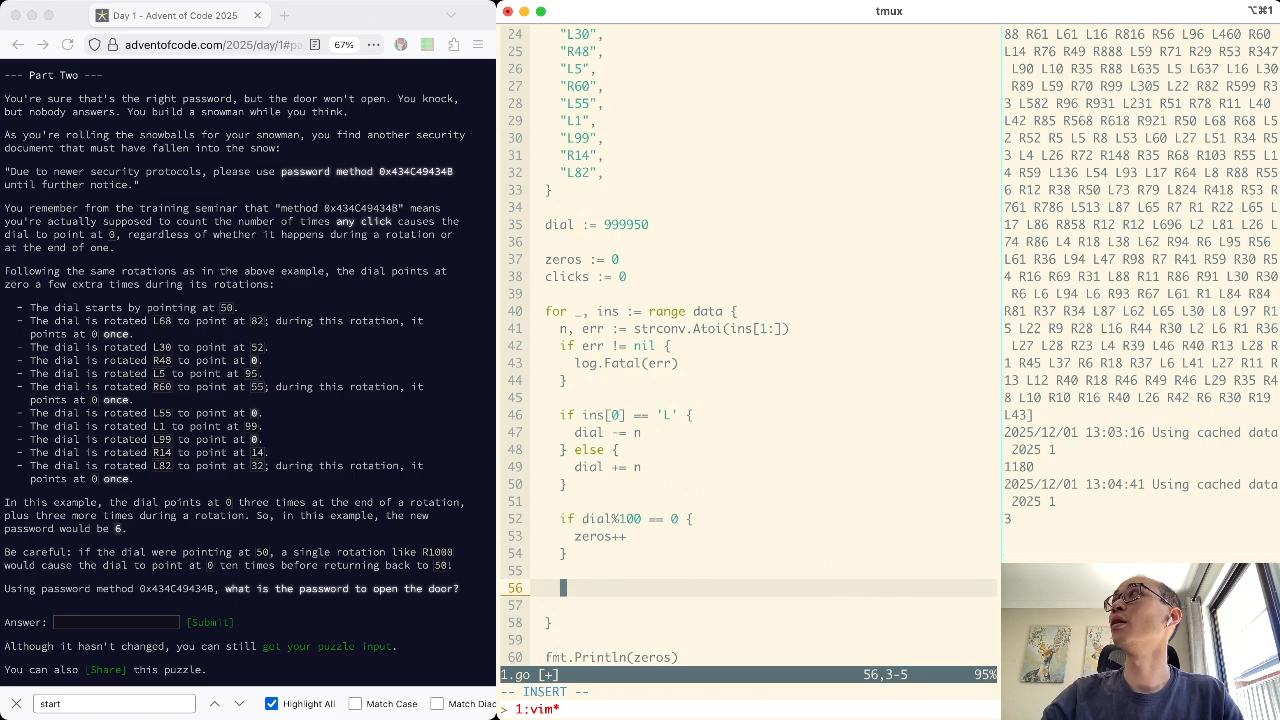 Day 1 - Advent of Code 2025
tmux
⌥⌘1
adventofcode.com/2025/day/1#pa
67%
--- Part Two ---
You're sure that's the right password, but the door won't open. You knock,
but nobody answers. You build a snowman while you think.
As you're rolling the snowballs for your snowman, you find another security
document that must have fallen into the snow:
"Due to newer security protocols, please use password method 0x434C49434B
until further notice."
You remember from the training seminar that "method 0x434C49434B" means
you're actually supposed to count the number of times any click causes the
dial to point at 0, regardless of whether it happens during a rotation or
at the end of one.
Following the same rotations as in the above example, the dial points at
zero a few extra times during its rotations:
- The dial starts by pointing at 50.
- The dial is rotated L68 to point at 82; during this rotation, it
points at 0 once.
- The dial is rotated L30 to point at 52.
- The dial is rotated R48 to point at 0.
- The dial is rotated L5 to point at 95.
- The dial is rotated R60 to point at 55; during this rotation, it
points at 0 once.
- The dial is rotated L55 to point at 0.
- The dial is rotated L1 to point at 99.
- The dial is rotated L99 to point at 0.
- The dial is rotated R14 to point at 14.
- The dial is rotated L82 to point at 32; during this rotation, it
points at 0 once.
In this example, the dial points at 0 three times at the end of a rotation,
plus three more times during a rotation. So, in this example, the new
password would be 6.
Be careful: if the dial were pointing at 50, a single rotation like R1000
would cause the dial to point at 0 ten times before returning back to 50!
Using password method 0x434C49434B, what is the password to open the door?
Answer: [Submit]
Although it hasn't changed, you can still get your puzzle input.
You can also [Share] this puzzle.
start
Highlight All
Match Case
Match Diac
24 "L30",
25 "R48",
26 "L5",
27 "R60",
28 "L55",
29 "L1",
30 "L99",
31 "R14",
32 "L82",
33 }
34
35 dial := 999950
36
37 zeros := 0
38 clicks := 0
39
40 for _, ins := range data {
41 n, err := strconv.Atoi(ins[1:])
42 if err != nil {
43 log.Fatal(err)
44 }
45
46 if ins[0] == 'L' {
47 dial -= n
48 } else {
49 dial += n
50 }
51
52 if dial%100 == 0 {
53 zeros++
54 }
55
56
57
58 }
59
60 fmt.Println(zeros)
1.go [+] 56,3-5 95%
-- INSERT --
> 1:vim*
88 R61 L61 L16 R816 R56 L96 L460 R60
L14 R76 R49 R888 L59 R71 R29 R53 R34
L90 L10 R35 R88 L635 L5 L637 L16 L30
R89 L59 R70 R99 L305 L22 R82 R599 R3
3 L582 R96 R931 L231 R51 R78 R11 L40
L42 R85 R568 R618 R921 R50 L68 R68 L5
2 R2 R5 L5 R8 L53 L60 L22 L31 R34 L3
3 L4 L26 R72 R148 R35 R68 R103 R55 L1
4 R59 L136 L54 L93 L17 R64 L8 R88 R55
6 R12 R38 R50 L73 R79 L824 R418 R53 R
761 R786 L513 L87 L65 R7 R1 R2 L65 L
17 L86 R855 R12 R12 L696 L2 L81 L26 L
74 R86 L4 R18 L38 L62 R94 R6 L95 R56
L61 R36 L94 L47 R98 R7 R41 R59 R30 R5
4 R16 R69 R31 L88 R11 R86 R91 L30 R8
R6 L6 L94 L6 R93 R67 L61 R1 L84 R84
R81 R37 R34 L2 L62 L65 L30 L8 L97 R1
5 L22 R9 R28 L16 R44 R30 L2 L8 R1 R36
L27 L28 R23 L4 R39 L46 R40 R23 L28 R
1 R45 L37 R6 R18 R37 L6 L41 L27 R11 R
13 L12 R40 R18 R46 R49 R46 L29 R35 R4
8 L10 R10 R16 R40 L26 R42 R6 R30 R19
L43]
2025/12/01 13:03:16 Using cached data
2025 1
1180
2025/12/01 13:04:41 Using cached data
2025 1
3